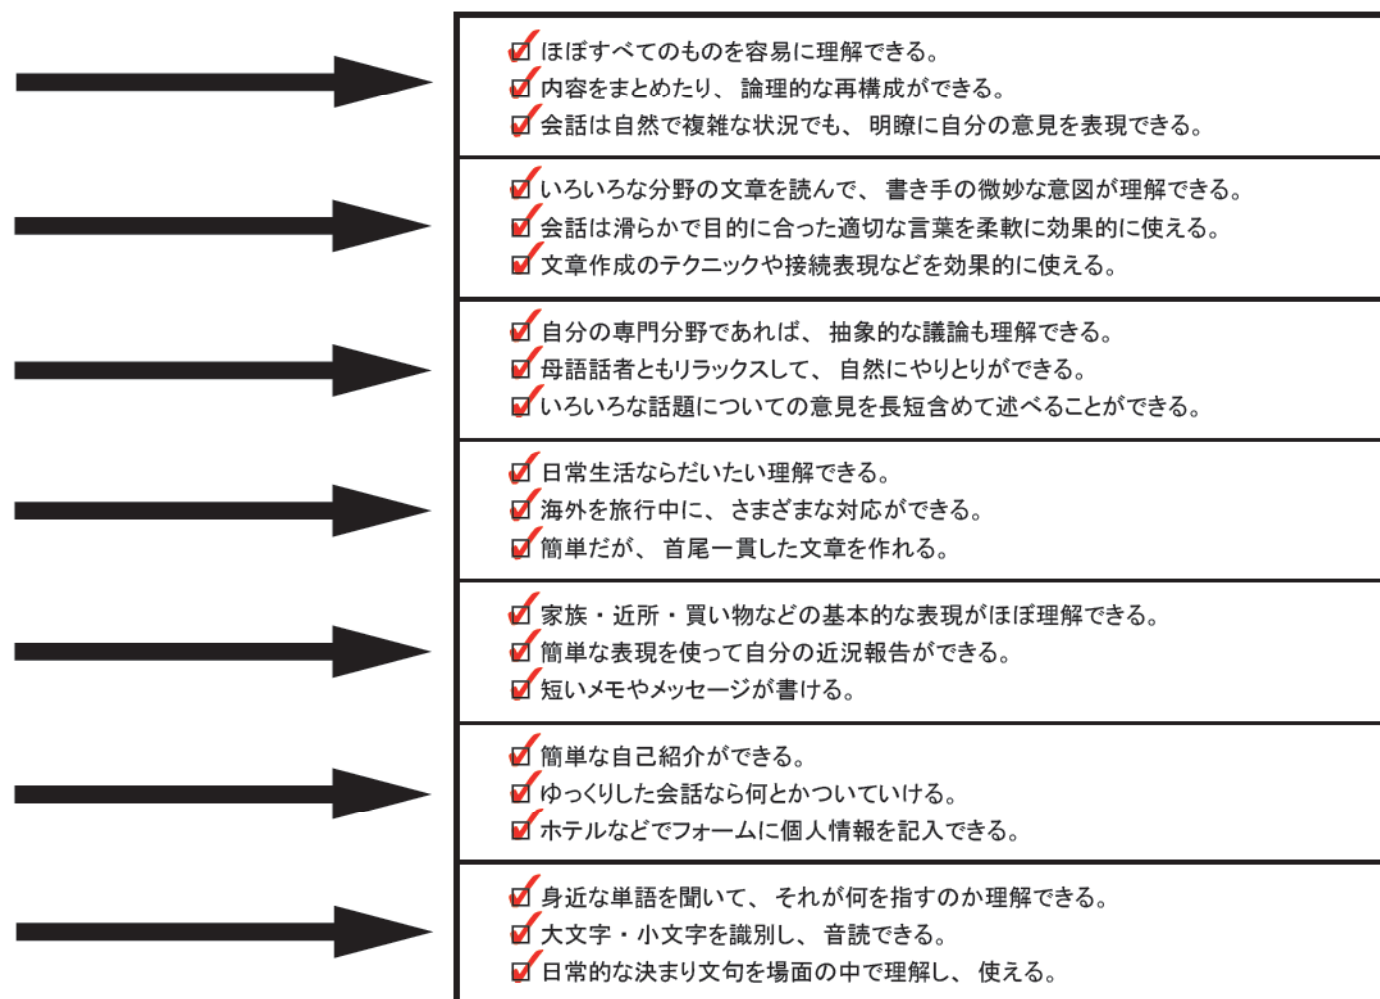 ほぼすべてのものを容易に理解できる。
内容をまとめたり、論理的な再構成ができる。
会話は自然で複雑な状況でも、明瞭に自分の意見を表現できる。
いろいろな分野の文章を読んで、書き手の微妙な意図が理解できる。
会話は滑らかで目的に合った適切な言葉を柔軟に効果的に使える。
文章作成のテクニックや接続表現などを効果的に使える。
自分の専門分野であれば、抽象的な議論も理解できる。
母語話者ともリラックスして、自然にやりとりができる。
いろいろな話題についての意見を長短含めて述べることができる。
日常生活ならだいたい理解できる。
海外を旅行中に、さまざまな対応ができる。
簡単だが、首尾一貫した文章を作れる。
家族・近所・買い物などの基本的な表現がほぼ理解できる。
簡単な表現を使って自分の近況報告ができる。
短いメモやメッセージが書ける。
簡単な自己紹介ができる。
ゆっくりした会話なら何とかついていける。
ホテルなどでフォームに個人情報を記入できる。
身近な単語を聞いて、それが何を指すのか理解できる。
大文字・小文字を識別し、音読できる。
日常的な決まり文句を場面の中で理解し、使える。